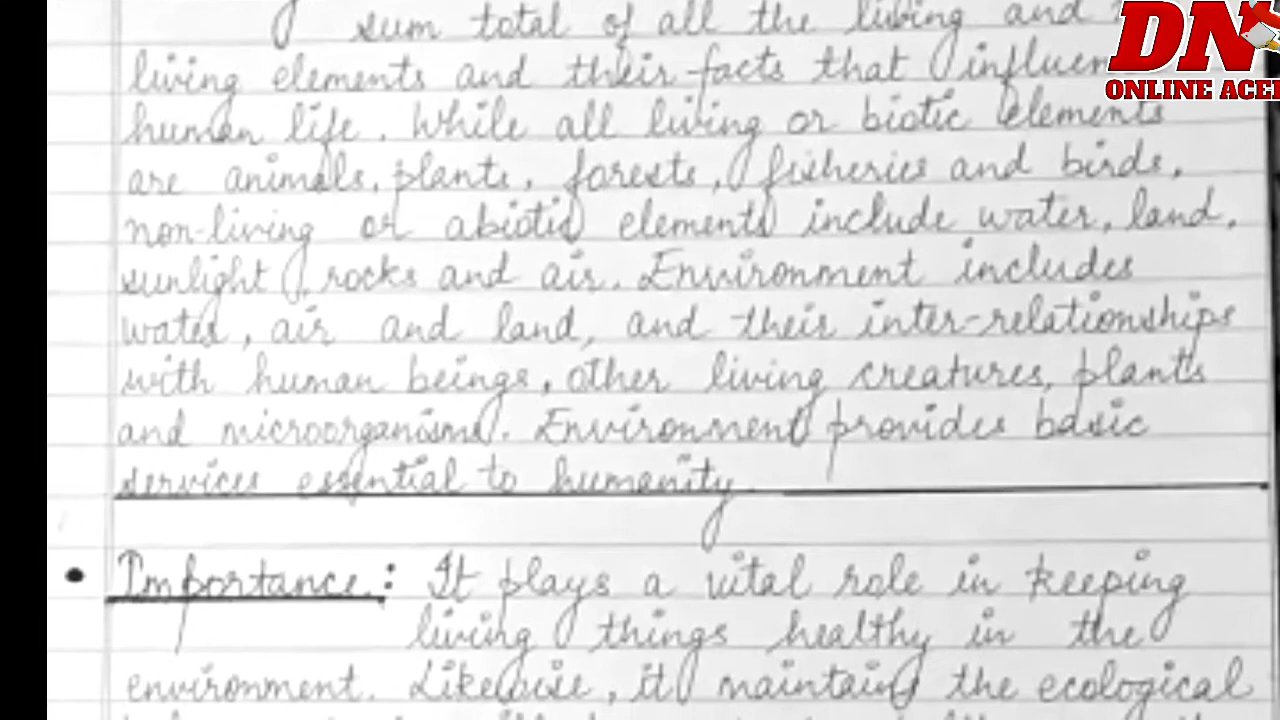 sum total of all the living and
living elements and their facts that
human life. While all living or biotic elements
are animals, plants, forests, fisheries and birds,
non-living or abiotic elements include water, land,
sunlight, rocks and air. Environment includes
water, air and land, and their inter-relationships
with human beings, other living creatures, plants
and microorganisms. Environment provides basic
services essential to humanity.
• Importance: It plays a vital role in keeping
living things healthy in the
environment. Likewise, it maintains the ecological
DN
ONLINE